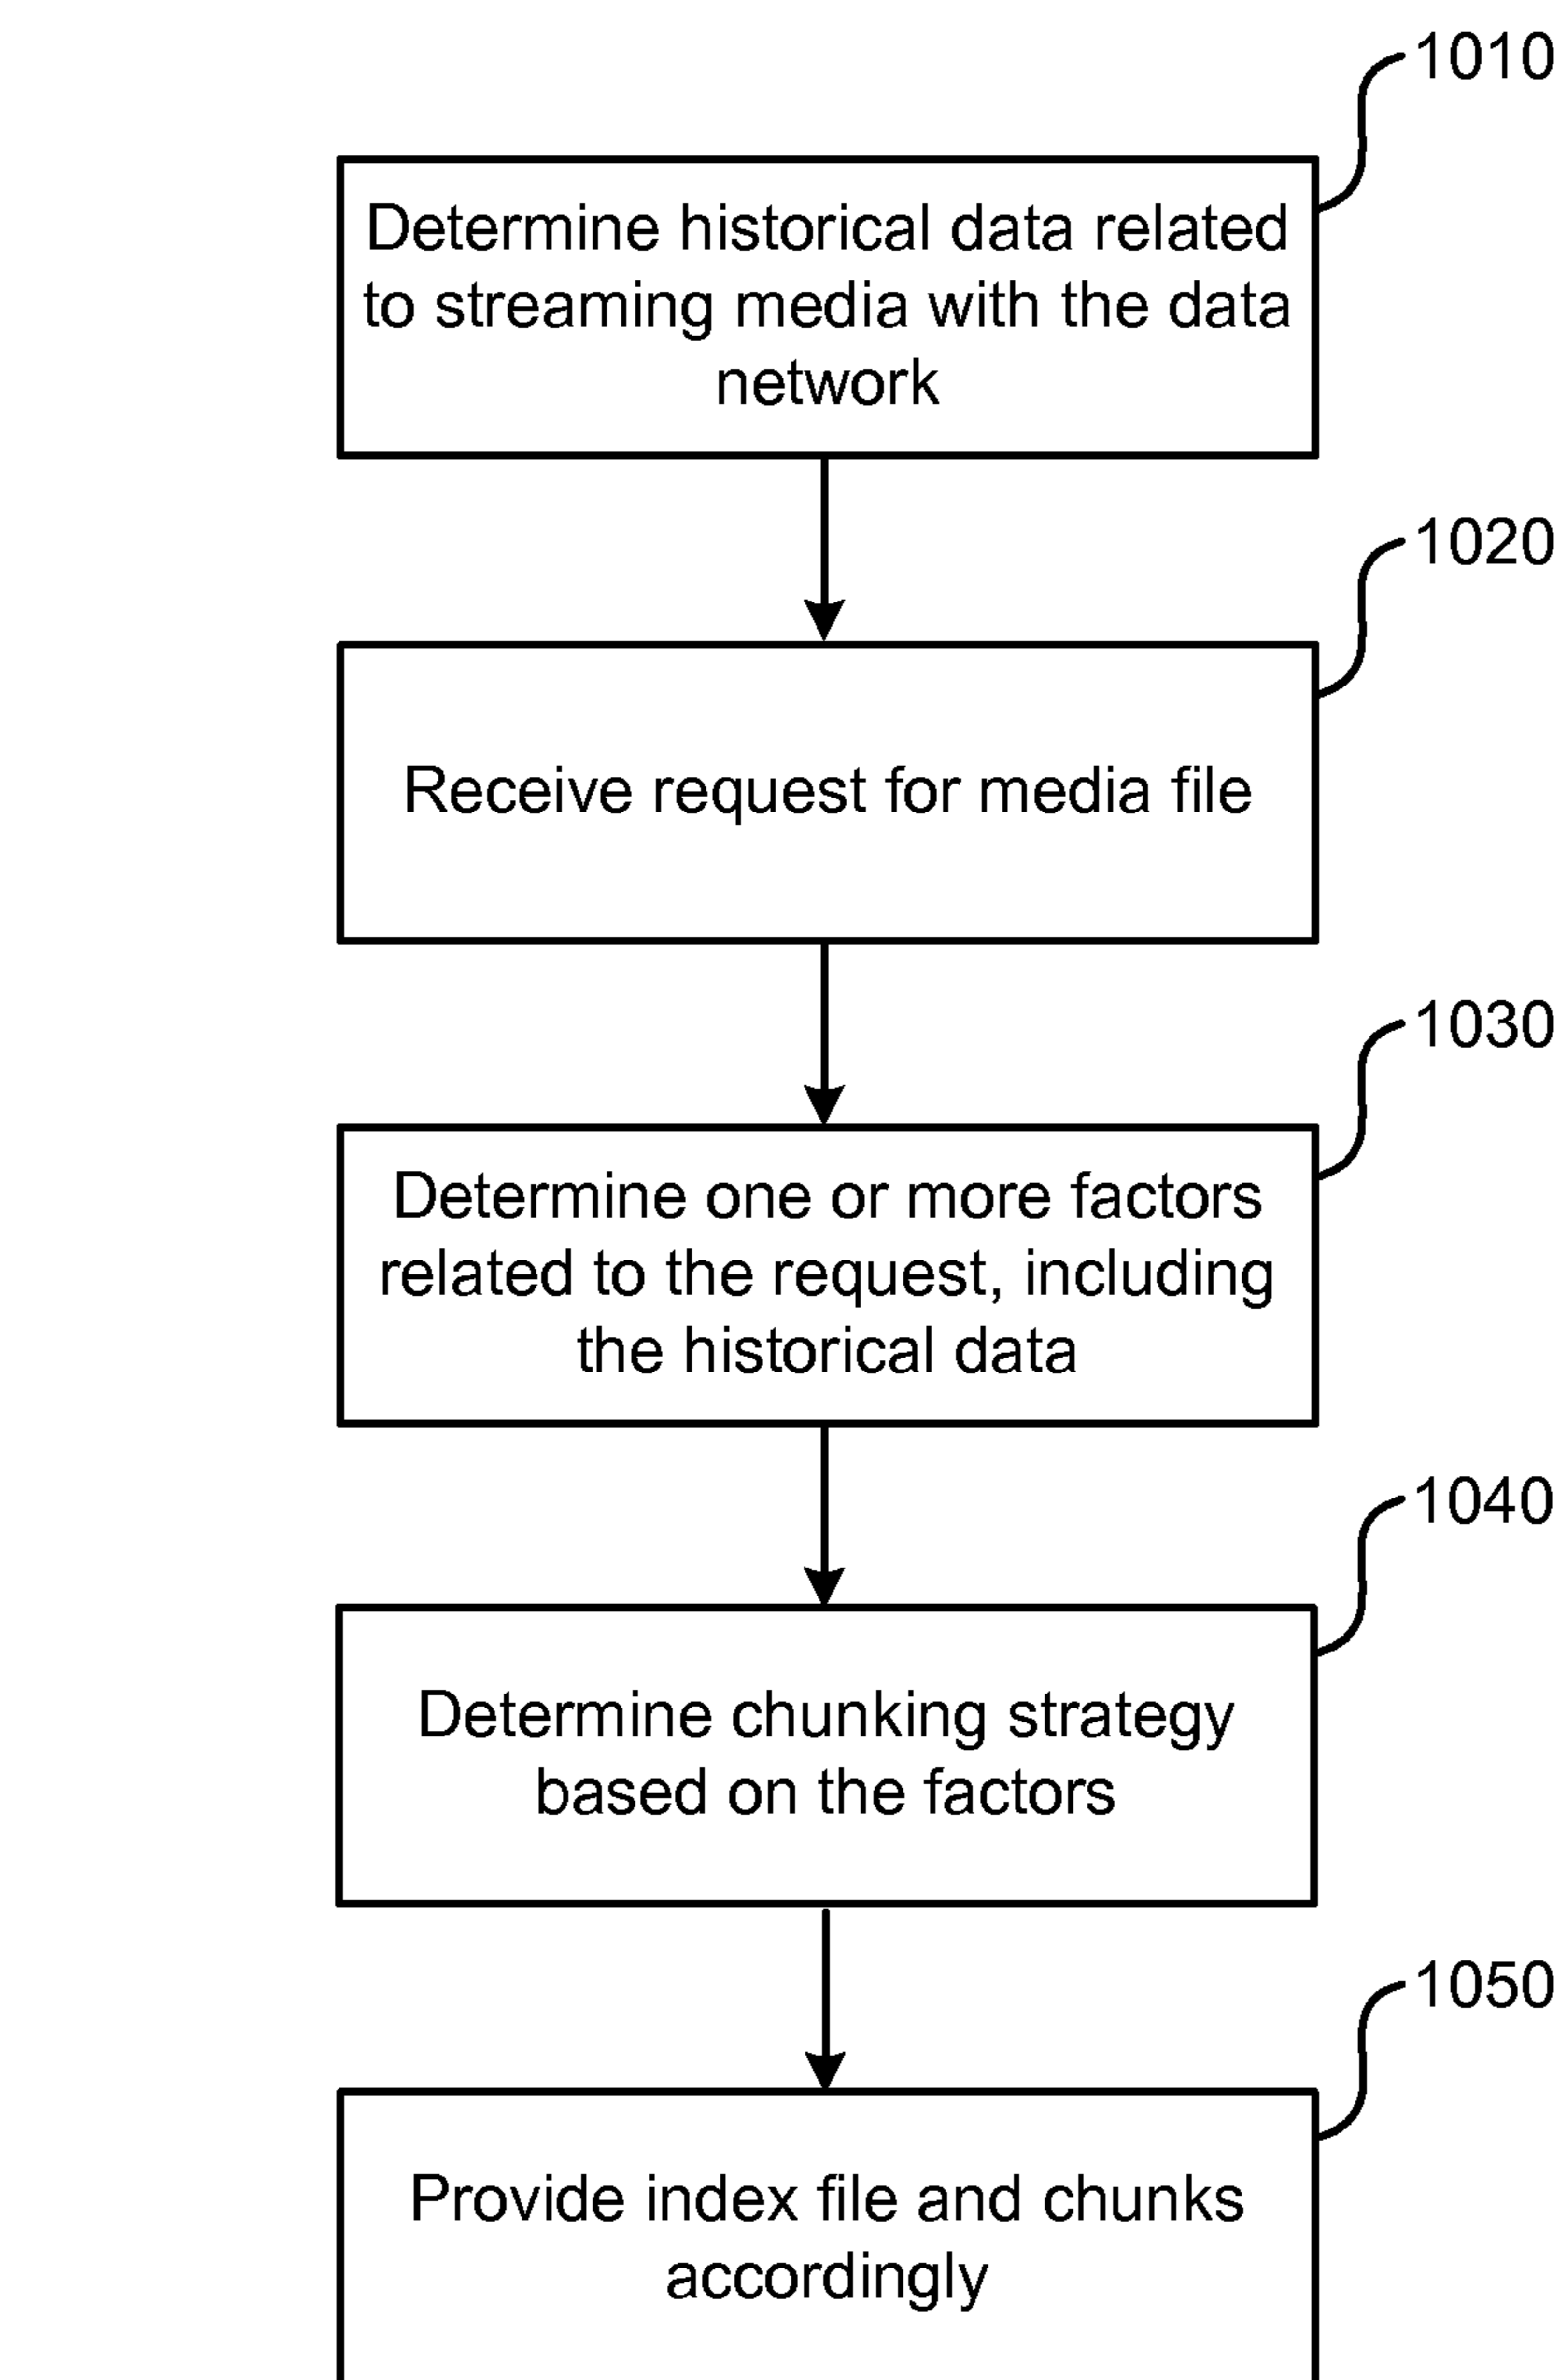 1010
Determine historical data related
to streaming media with the data
network
1020
Receive request for media file
1030
Determine one or more factors
related to the request, including
the historical data
1040
Determine chunking strategy
based on the factors
1050
Provide index file and chunks
accordingly